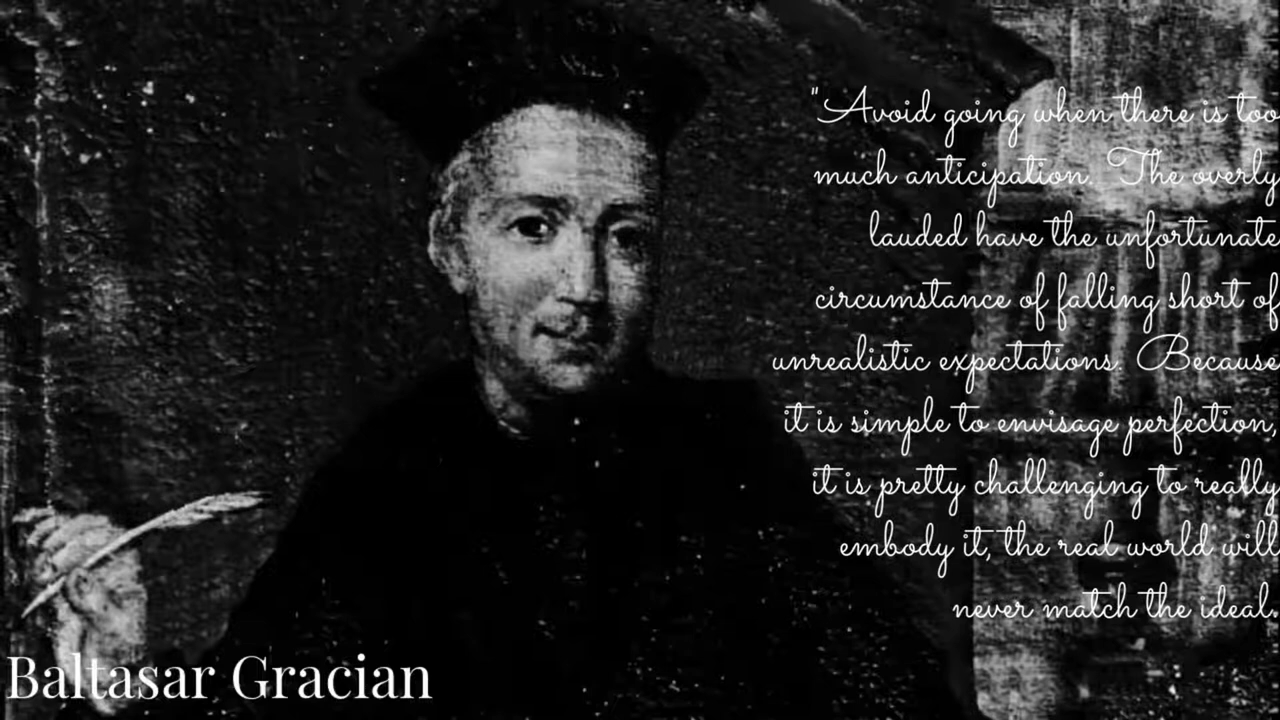 "Avoid going when there is too
much anticipation. The overly
lauded have the unfortunate
circumstance of falling short of
unrealistic expectations. Because
it is simple to envisage perfection,
it is pretty challenging to really
embody it, the real world will
never match the ideal.
Baltasar Gracian